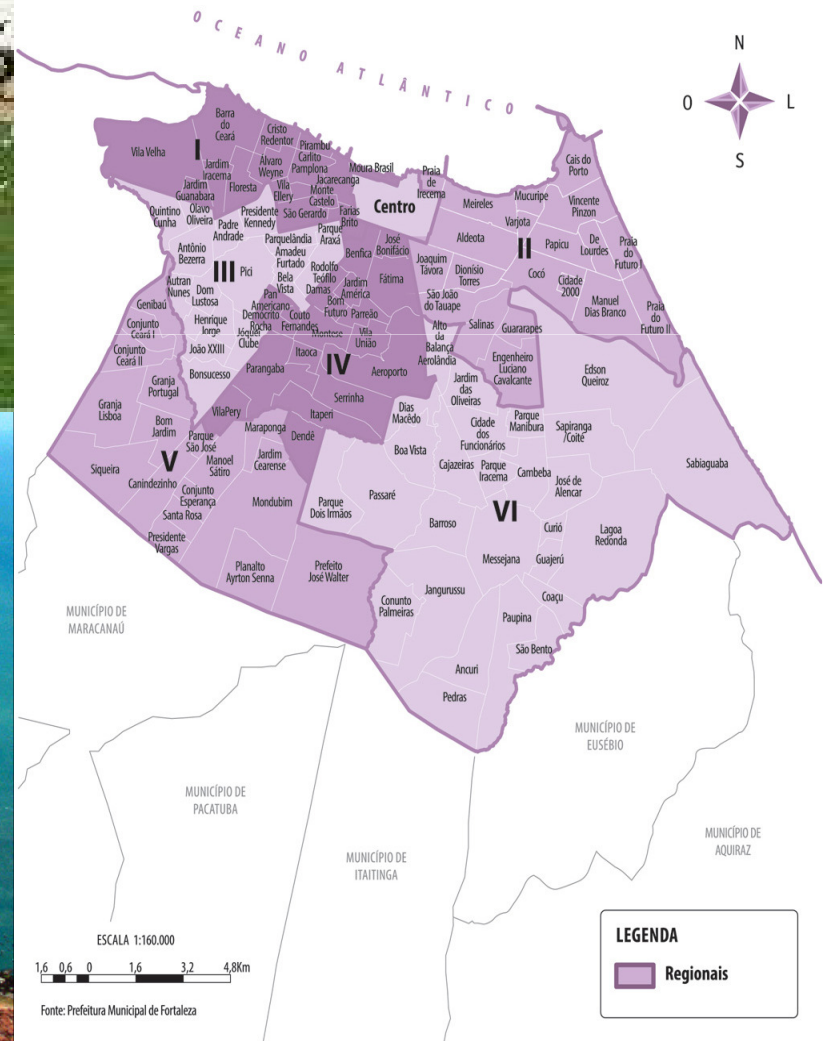 OCEANO ATLÂNTICO
N
O
L
S
I
Vila Velha
Barra
do
Ceará
Cristo
Redentor
Pirambu
Carlito
Pamplona
Jacarecanga
Álvaro
Weyne
Vila
Ellery
Monte
Castelo
Jardim
Iracema
Jardim
Guanabara
Floresta
São Gerardo
Farias
Brito
Moura Brasil
Centro
Praia
de
Irecema
II
Cais do
Porto
Meireles
Mucuripe
Vincente
Pinzon
Varjota
Aldeota
Papicu
De
Lourdes
Praia
do
Futuro I
Joaquim
Távora
Dionísio
Torres
Cocó
Cidade
2000
Manuel
Dias Branco
Praia
do
Futuro II
São João
do Tauape
Salinas
Guararapes
Engenheiro
Luciano
Cavalcante
III
Quintino
Cunha
Olavo
Oliveira
Padre
Andrade
Presidente
Kennedy
Parquelândia
Parque
Araxá
Amadeu
Furtado
Antônio
Bezerra
Pici
Bela
Vista
Rodolfo
Teófilo
Autran
Nunes
Dom
Lustosa
Henrique
Jorge
Jóquei
Clube
João XXIII
Bonsucesso
IV
José
Bonifácio
Benfica
Fátima
Damas
Jardim
América
Bom
Futuro
Parreão
Pan
Americano
Demócrito
Rocha
Couto
Fernandes
Montese
Vila
União
Itaoca
Parangaba
Aeroporto
Serrinha
VilaPery
Itaperi
Dendê
V
Genibaú
Conjunto
Ceará I
Conjunto
Ceará II
Granja
Portugal
Granja
Lisboa
Bom
Jardim
Siqueira
Canindezinho
Parque
São José
Manoel
Sátiro
Maraponga
Jardim
Cearense
Conjunto
Esperança
Santa Rosa
Mondubim
Presidente
Vargas
Planalto
Ayrton Senna
Prefeito
José Walter
VI
Alto
da
Balança
Aerolândia
Jardim
das
Oliveiras
Edson
Queiroz
Dias
Macêdo
Cidade
dos
Funcionários
Parque
Manibura
Sapiranga
/Coité
Boa Vista
Cajazeiras
Parque
Iracema
Cambeba
José de
Alencar
Sabiaguaba
Passaré
Parque
Dois Irmãos
Barroso
Curió
Lagoa
Redonda
Messejana
Guajerú
Jangurussu
Conunto
Palmeiras
Coaçu
Paupina
São Bento
Ancuri
Pedras
MUNICÍPIO DE
MARACANAÚ
MUNICÍPIO DE
PACATUBA
MUNICÍPIO DE
ITAITINGA
MUNICÍPIO DE
EUSÉBIO
MUNICÍPIO DE
AQUIRAZ
ESCALA 1:160.000
1,6 0,6 0 1,6 3,2 4,8Km
Fonte: Prefeitura Municipal de Fortaleza
LEGENDA
Regionais